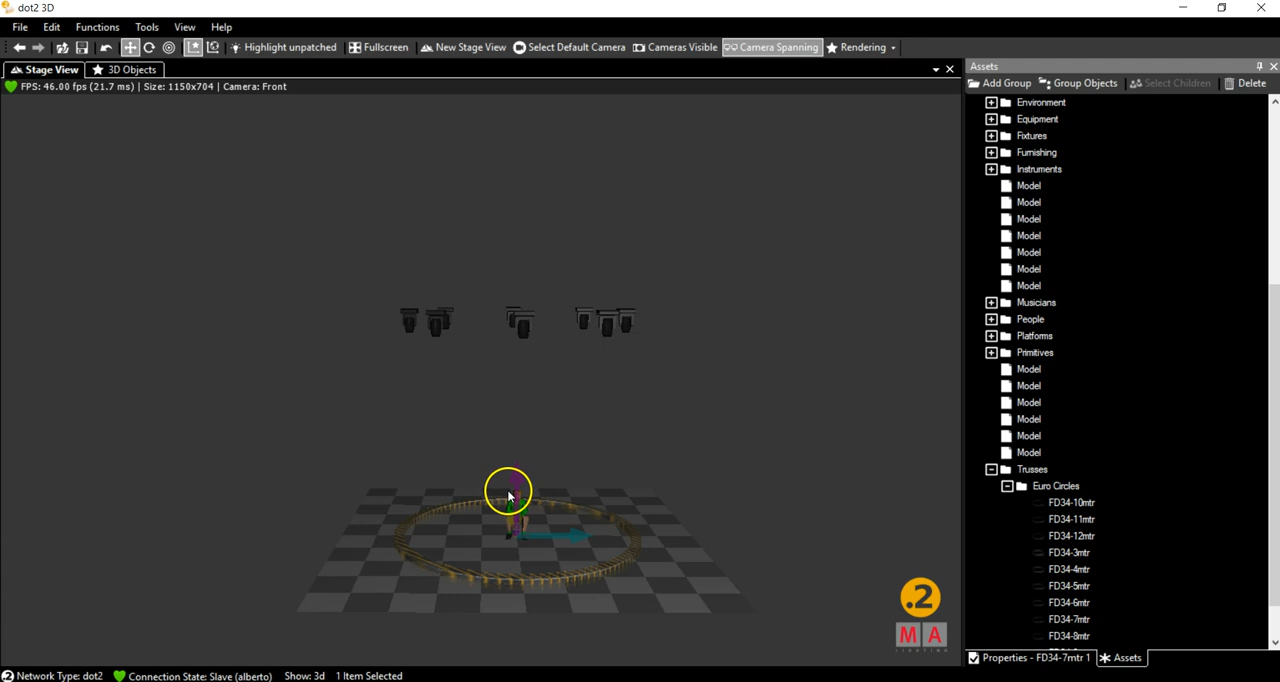 dot2 3D
File Edit Functions Tools View Help
Highlight unpatched Fullscreen New Stage View Select Default Camera Cameras Visible Camera Spanning Rendering
Stage View 3D Objects
FPS: 46.00 fps (21.7 ms) | Size: 1150x704 | Camera: Front
Assets
Add Group Group Objects Select Children Delete
Environment
Equipment
Fixtures
Furnishing
Instruments
Model
Model
Model
Model
Model
Model
Model
Musicians
People
Platforms
Primitives
Model
Model
Model
Model
Model
Model
Trusses
Euro Circles
FD34-10mtr
FD34-11mtr
FD34-12mtr
FD34-3mtr
FD34-4mtr
FD34-5mtr
FD34-6mtr
FD34-7mtr
FD34-8mtr
.2
MA
Properties - FD34-7mtr 1 Assets
Network Type: dot2 Connection State: Slave (alberto) Show: 3d 1 Item Selected